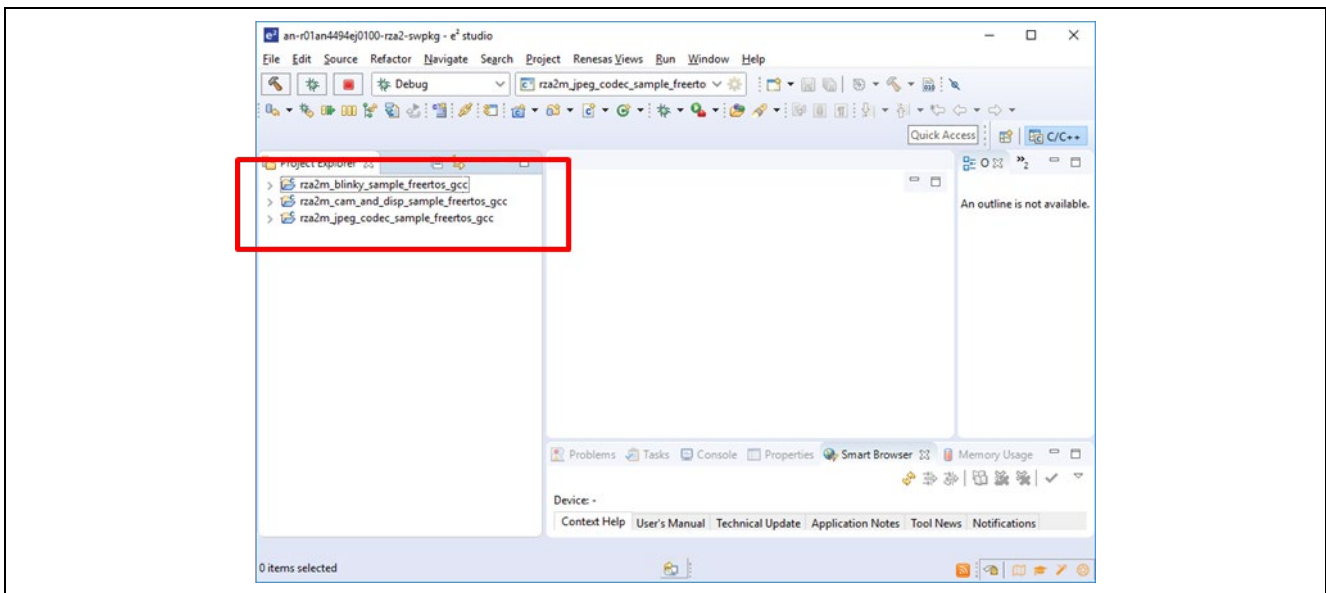 an-r01an4494ej0100-rza2-swpkg - e² studio
File Edit Source Refactor Navigate Search Project Renesas Views Run Window Help
Debug rza2m_jpeg_codec_sample_freerto
Quick Access C/C++
Project Explorer
rza2m_blinky_sample_freertos_gcc
rza2m_cam_and_disp_sample_freertos_gcc
rza2m_jpeg_codec_sample_freertos_gcc
O
An outline is not available.
Problems Tasks Console Properties Smart Browser Memory Usage
Device: -
Context Help User's Manual Technical Update Application Notes Tool News Notifications
0 items selected